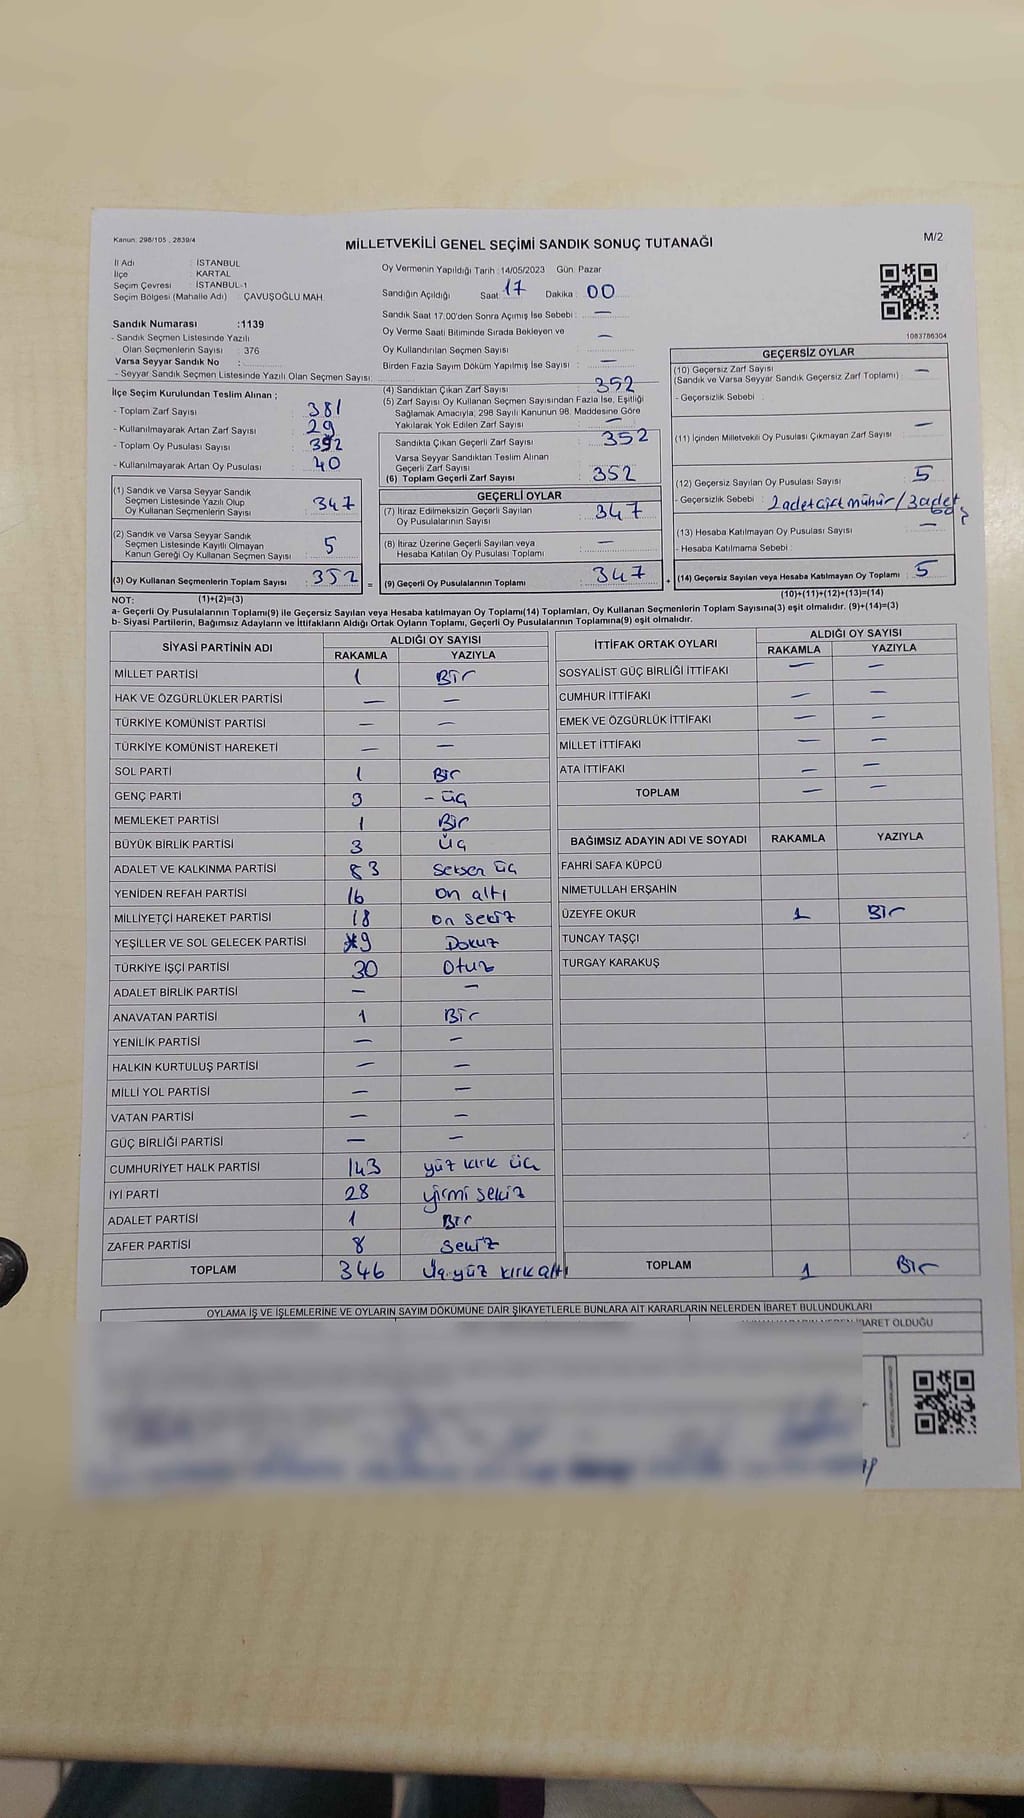 Kanun: 298/105 , 2839/4
MİLLETVEKİLİ GENEL SEÇİMİ SANDIK SONUÇ TUTANAĞI
M/2
İl Adı : İSTANBUL
İlçe : KARTAL
Seçim Çevresi : İSTANBUL-1
Seçim Bölgesi (Mahalle Adı) : ÇAVUŞOĞLU MAH.
Sandık Numarası :1139
- Sandık Seçmen Listesinde Yazılı
Olan Seçmenlerin Sayısı : 376
Varsa Seyyar Sandık No :
- Seyyar Sandık Seçmen Listesinde Yazılı Olan Seçmen Sayısı:
Oy Vermenin Yapıldığı Tarih : 14/05/2023 Gün: Pazar
Sandığın Açıldığı Saat: 17 Dakika : 00
Sandık Saat 17:00'den Sonra Açımış İse Sebebi : —
Oy Verme Saati Bitiminde Sırada Bekleyen ve
Oy Kullandırılan Seçmen Sayısı : —
Birden Fazla Sayım Döküm Yapılmış İse Sayısı : —
1083786304
İlçe Seçim Kurulundan Teslim Alınan ;
- Toplam Zarf Sayısı : 381
- Kullanılmayarak Artan Zarf Sayısı : 29
- Toplam Oy Pusulası Sayısı : 392
- Kullanılmayarak Artan Oy Pusulası : 40
(1) Sandık ve Varsa Seyyar Sandık
Seçmen Listesinde Yazılı Olup
Oy Kullanan Seçmenlerin Sayısı : 347
(2) Sandık ve Varsa Seyyar Sandık
Seçmen Listesinde Kayıtlı Olmayan
Kanun Gereği Oy Kullanan Seçmen Sayısı : 5
(3) Oy Kullanan Seçmenlerin Toplam Sayısı : 352 =
(4) Sandıktan Çıkan Zarf Sayısı : 352
(5) Zarf Sayısı Oy Kullanan Seçmen Sayısından Fazla İse, Eşitliği
Sağlamak Amacıyla, 298 Sayılı Kanunun 98. Maddesine Göre
Yakılarak Yok Edilen Zarf Sayısı : —
Sandıkta Çıkan Geçerli Zarf Sayısı : 352
Varsa Seyyar Sandıktan Teslim Alınan
Geçerli Zarf Sayısı :
(6) Toplam Geçerli Zarf Sayısı : 352
GEÇERLİ OYLAR
(7) İtiraz Edilmeksizin Geçerli Sayılan
Oy Pusulalarının Sayısı : 347
(8) İtiraz Üzerine Geçerli Sayılan veya
Hesaba Katılan Oy Pusulası Toplamı : —
(9) Geçerli Oy Pusulalarının Toplamı : 347 +
GEÇERSİZ OYLAR
(10) Geçersiz Zarf Sayısı : —
(Sandık ve Varsa Seyyar Sandık Geçersiz Zarf Toplamı)
- Geçersizlik Sebebi :
(11) İçinden Milletvekili Oy Pusulası Çıkmayan Zarf Sayısı : —
(12) Geçersiz Sayılan Oy Pusulası Sayısı : 5
- Geçersizlik Sebebi : 2 adet çift mühür / 3 adet
(13) Hesaba Katılmayan Oy Pusulası Sayısı : —
- Hesaba Katılmama Sebebi :
(14) Geçersiz Sayılan veya Hesaba Katılmayan Oy Toplamı : 5
NOT: (1)+(2)=(3)
(10)+(11)+(12)+(13)=(14)
a- Geçerli Oy Pusulalarının Toplamı(9) ile Geçersiz Sayılan veya Hesaba katılmayan Oy Toplamı(14) Toplamları, Oy Kullanan Seçmenlerin Toplam Sayısına(3) eşit olmalıdır. (9)+(14)=(3)
b- Siyasi Partilerin, Bağımsız Adayların ve İttifakların Aldığı Ortak Oyların Toplamı, Geçerli Oy Pusulalarının Toplamına(9) eşit olmalıdır.
SİYASİ PARTİNİN ADI ALDIĞI OY SAYISI
RAKAMLA YAZIYLA
MİLLET PARTİSİ 1 Bir
HAK VE ÖZGÜRLÜKLER PARTİSİ — —
TÜRKİYE KOMÜNİST PARTİSİ — —
TÜRKİYE KOMÜNİST HAREKETİ — —
SOL PARTİ 1 Bir
GENÇ PARTİ 3 - üç
MEMLEKET PARTİSİ 1 Bir
BÜYÜK BİRLİK PARTİSİ 3 üç
ADALET VE KALKINMA PARTİSİ 83 seksen üç
YENİDEN REFAH PARTİSİ 16 on altı
MİLLİYETÇİ HAREKET PARTİSİ 18 on sekiz
YEŞİLLER VE SOL GELECEK PARTİSİ 9 Dokuz
TÜRKİYE İŞÇİ PARTİSİ 30 Otuz
ADALET BİRLİK PARTİSİ — —
ANAVATAN PARTİSİ 1 Bir
YENİLİK PARTİSİ — —
HALKIN KURTULUŞ PARTİSİ — —
MİLLİ YOL PARTİSİ — —
VATAN PARTİSİ — —
GÜÇ BİRLİĞİ PARTİSİ — —
CUMHURİYET HALK PARTİSİ 143 yüz kırk üç
İYİ PARTİ 28 yirmi sekiz
ADALET PARTİSİ 1 Bir
ZAFER PARTİSİ 8 Sekiz
TOPLAM 346 üç yüz kırk altı
İTTİFAK ORTAK OYLARI ALDIĞI OY SAYISI
RAKAMLA YAZIYLA
SOSYALİST GÜÇ BİRLİĞİ İTTİFAKI — —
CUMHUR İTTİFAKI — —
EMEK VE ÖZGÜRLÜK İTTİFAKI — —
MİLLET İTTİFAKI — —
ATA İTTİFAKI — —
TOPLAM — —
BAĞIMSIZ ADAYIN ADI VE SOYADI RAKAMLA YAZIYLA
FAHRİ SAFA KÜPCÜ
NİMETULLAH ERŞAHİN
ÜZEYFE OKUR 1 Bir
TUNCAY TAŞÇI
TURGAY KARAKUŞ
TOPLAM 1 Bir
OYLAMA İŞ VE İŞLEMLERİNE VE OYLARIN SAYIM DÖKÜMÜNE DAİR ŞİKAYETLERLE BUNLARA AİT KARARLARIN NELERDEN İBARET BULUNDUKLARI
İBARET OLDUĞU